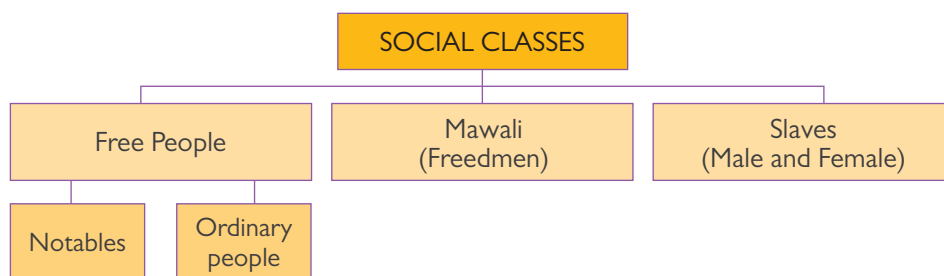 SOCIAL CLASSES
Free People
Mawali
(Freedmen)
Slaves
(Male and Female)
Notables
Ordinary
people